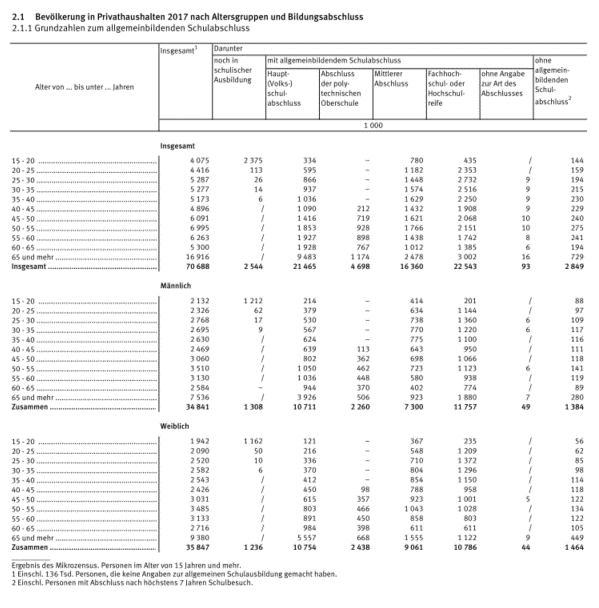 2.1 Bevölkerung in Privathaushalten 2017 nach Altersgruppen und Bildungsabschluss
2.1.1 Grundzahlen zum allgemeinbildenden Schulabschluss
Alter von ... bis unter ... Jahren
Insgesamt¹
Darunter
noch in schulischer Ausbildung
mit allgemeinbildendem Schulabschluss
Haupt- (Volks-) schul- abschluss
Abschluss der poly- technischen Oberschule
Mittlerer Abschluss
Fachhoch- schul- oder Hochschul- reife
ohne Angabe zur Art des Abschlusses
ohne allgemein- bildenden Schul- abschluss²
1 000
Insgesamt
15 - 20 4 075 2 375 334 – 780 435 / 144
20 - 25 4 416 113 595 – 1 182 2 353 / 159
25 - 30 5 287 26 866 – 1 448 2 732 9 194
30 - 35 5 277 14 937 – 1 574 2 516 9 215
35 - 40 5 173 6 1 036 – 1 629 2 250 9 230
40 - 45 4 896 / 1 090 212 1 432 1 908 9 229
45 - 50 6 091 / 1 416 719 1 621 2 068 10 240
50 - 55 6 995 / 1 853 928 1 766 2 151 10 275
55 - 60 6 263 / 1 927 898 1 438 1 742 8 241
60 - 65 5 300 / 1 928 767 1 012 1 385 6 194
65 und mehr 16 916 / 9 483 1 174 2 478 3 002 16 729
Insgesamt 70 688 2 544 21 465 4 698 16 360 22 543 93 2 849
Männlich
15 - 20 2 132 1 212 214 – 414 201 / 88
20 - 25 2 326 62 379 – 634 1 144 / 97
25 - 30 2 768 17 530 – 738 1 360 6 109
30 - 35 2 695 9 567 – 770 1 220 6 117
35 - 40 2 630 / 624 – 775 1 100 / 116
40 - 45 2 469 / 639 113 643 950 / 111
45 - 50 3 060 / 802 362 698 1 066 / 118
50 - 55 3 510 / 1 050 462 723 1 123 6 141
55 - 60 3 130 / 1 036 448 580 938 / 119
60 - 65 2 584 – 944 370 402 774 / 89
65 und mehr 7 536 / 3 926 506 923 1 880 7 280
Zusammen 34 841 1 308 10 711 2 260 7 300 11 757 49 1 384
Weiblich
15 - 20 1 942 1 162 121 – 367 235 / 56
20 - 25 2 090 50 216 – 548 1 209 / 62
25 - 30 2 520 10 336 – 710 1 372 / 85
30 - 35 2 582 6 370 – 804 1 296 / 98
35 - 40 2 543 / 412 – 854 1 150 / 114
40 - 45 2 426 / 450 98 788 958 / 118
45 - 50 3 031 / 615 357 923 1 001 5 122
50 - 55 3 485 / 803 466 1 043 1 028 / 134
55 - 60 3 133 / 891 450 858 803 / 122
60 - 65 2 716 / 984 398 611 611 / 105
65 und mehr 9 380 / 5 557 668 1 555 1 122 9 449
Zusammen 35 847 1 236 10 754 2 438 9 061 10 786 44 1 464
Ergebnis des Mikrozensus. Personen im Alter von 15 Jahren und mehr.
1 Einschl. 136 Tsd. Personen, die keine Angaben zur allgemeinen Schulausbildung gemacht haben.
2 Einschl. Personen mit Abschluss nach höchstens 7 Jahren Schulbesuch.